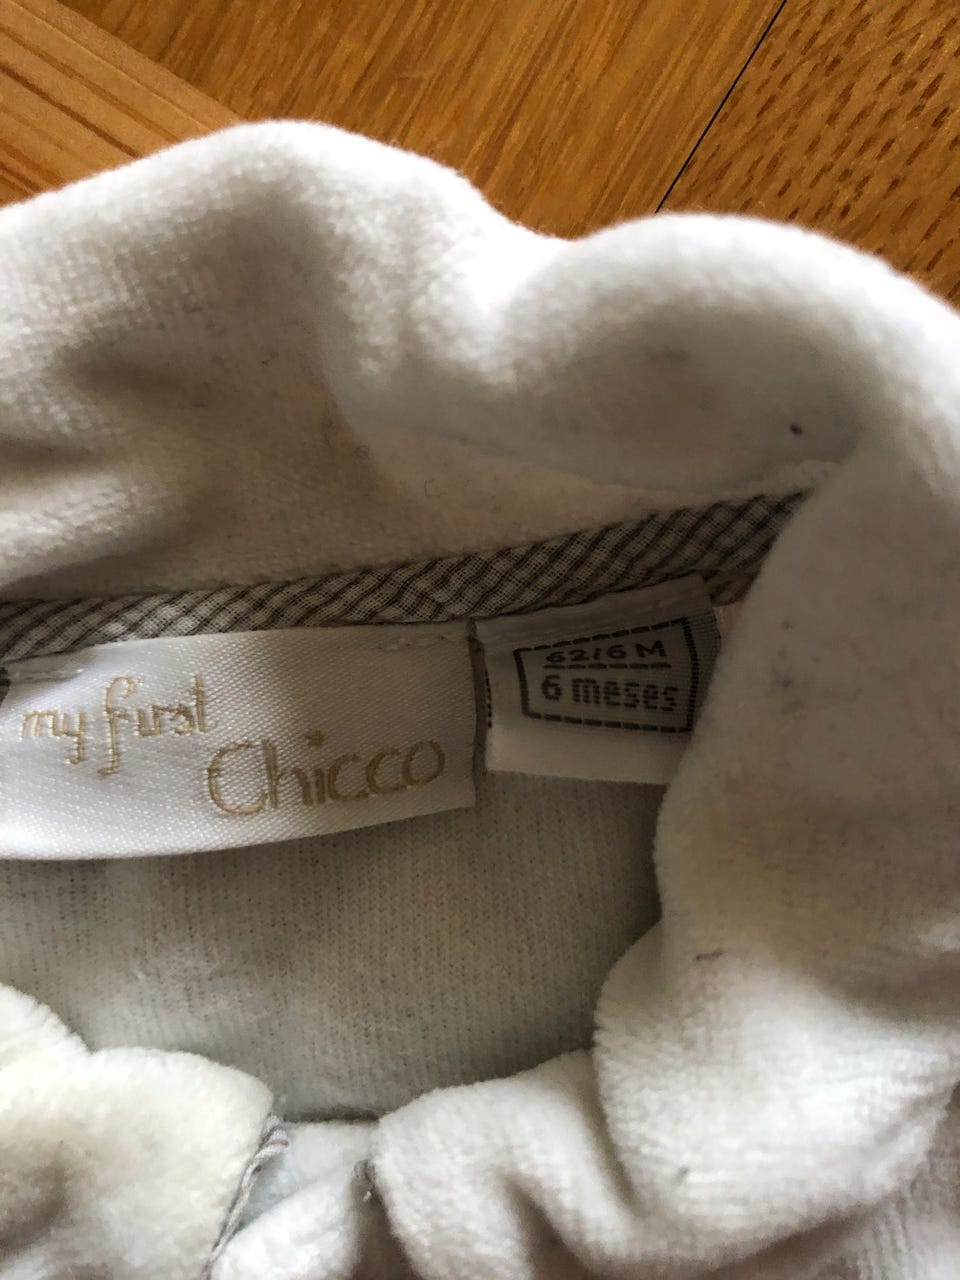 my first
Chicco
62/6 M
6 meses